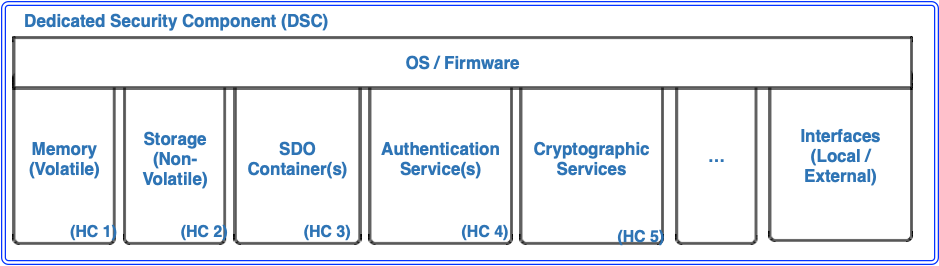 Dedicated Security Component (DSC)
OS / Firmware
Memory
(Volatile)
(HC 1)
Storage
(Non-
Volatile)
(HC 2)
SDO
Container(s)
(HC 3)
Authentication
Service(s)
(HC 4)
Cryptographic
Services
(HC 5)
...
Interfaces
(Local /
External)